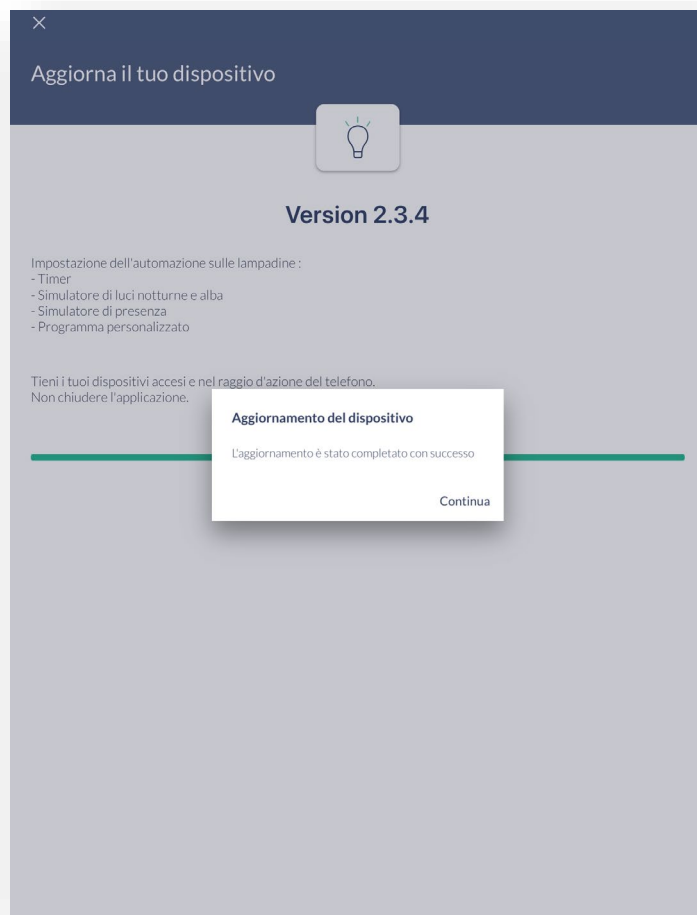 Aggiorna il tuo dispositivo
Version 2.3.4
Impostazione dell'automazione sulle lampadine :
- Timer
- Simulatore di luci notturne e alba
- Simulatore di presenza
- Programma personalizzato
Tieni i tuoi dispositivi accesi e nel raggio d'azione del telefono.
Non chiudere l'applicazione.
Aggiornamento del dispositivo
L'aggiornamento è stato completato con successo
Continua